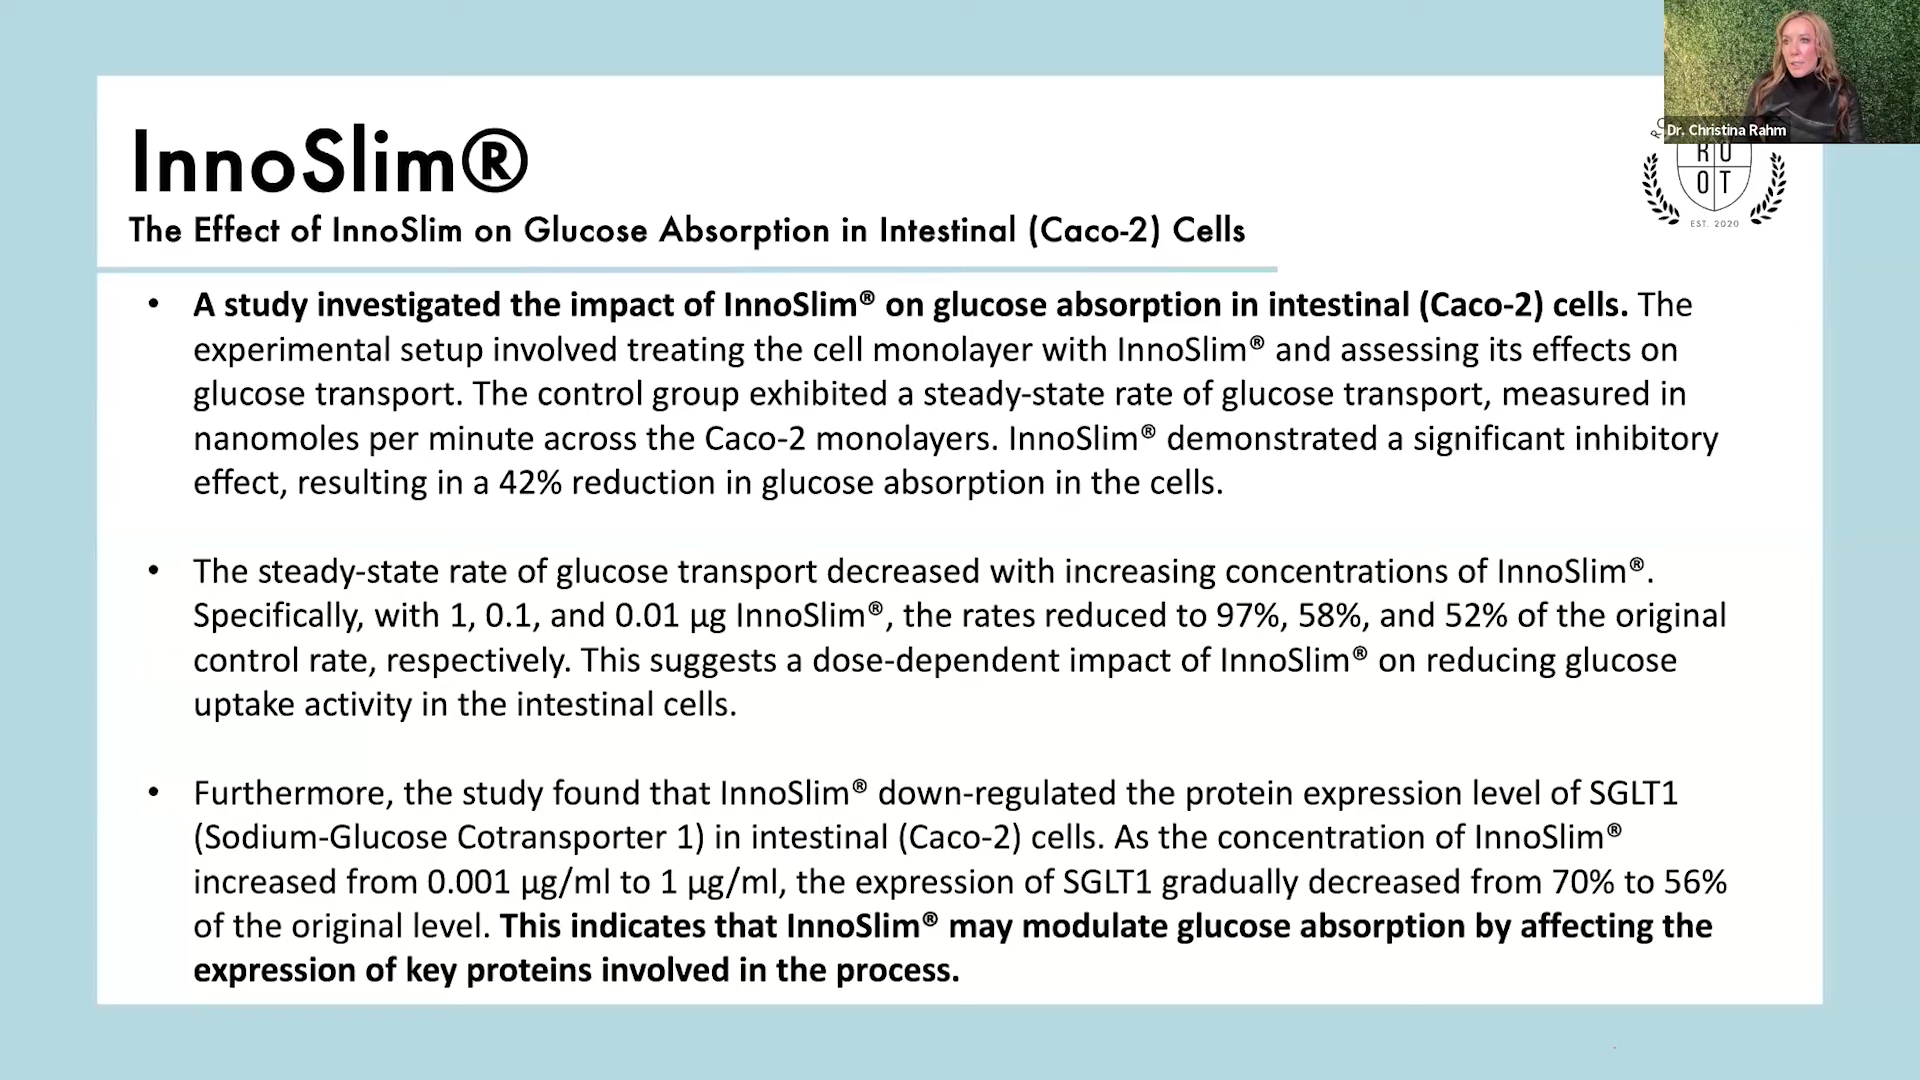 Dr. Christina Rahm
InnoSlim®
The Effect of InnoSlim on Glucose Absorption in Intestinal (Caco-2) Cells
R O
O T
EST. 2020
• A study investigated the impact of InnoSlim® on glucose absorption in intestinal (Caco-2) cells. The
experimental setup involved treating the cell monolayer with InnoSlim® and assessing its effects on
glucose transport. The control group exhibited a steady-state rate of glucose transport, measured in
nanomoles per minute across the Caco-2 monolayers. InnoSlim® demonstrated a significant inhibitory
effect, resulting in a 42% reduction in glucose absorption in the cells.
• The steady-state rate of glucose transport decreased with increasing concentrations of InnoSlim®.
Specifically, with 1, 0.1, and 0.01 µg InnoSlim®, the rates reduced to 97%, 58%, and 52% of the original
control rate, respectively. This suggests a dose-dependent impact of InnoSlim® on reducing glucose
uptake activity in the intestinal cells.
• Furthermore, the study found that InnoSlim® down-regulated the protein expression level of SGLT1
(Sodium-Glucose Cotransporter 1) in intestinal (Caco-2) cells. As the concentration of InnoSlim®
increased from 0.001 µg/ml to 1 µg/ml, the expression of SGLT1 gradually decreased from 70% to 56%
of the original level. This indicates that InnoSlim® may modulate glucose absorption by affecting the
expression of key proteins involved in the process.